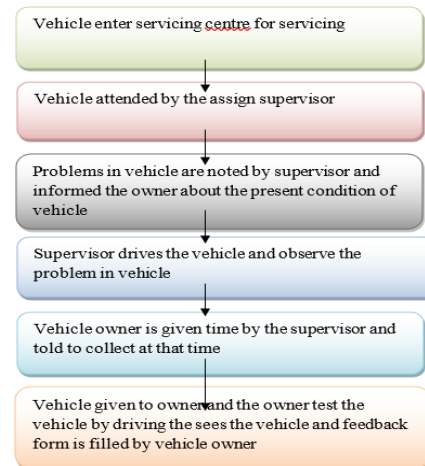 Vehicle enter servicing centre for servicing
Vehicle attended by the assign supervisor
Problems in vehicle are noted by supervisor and
informed the owner about the present condition of
vehicle
Supervisor drives the vehicle and observe the
problem in vehicle
Vehicle owner is given time by the supervisor and
told to collect at that time
Vehicle given to owner and the owner test the
vehicle by driving the sees the vehicle and feedback
form is filled by vehicle owner